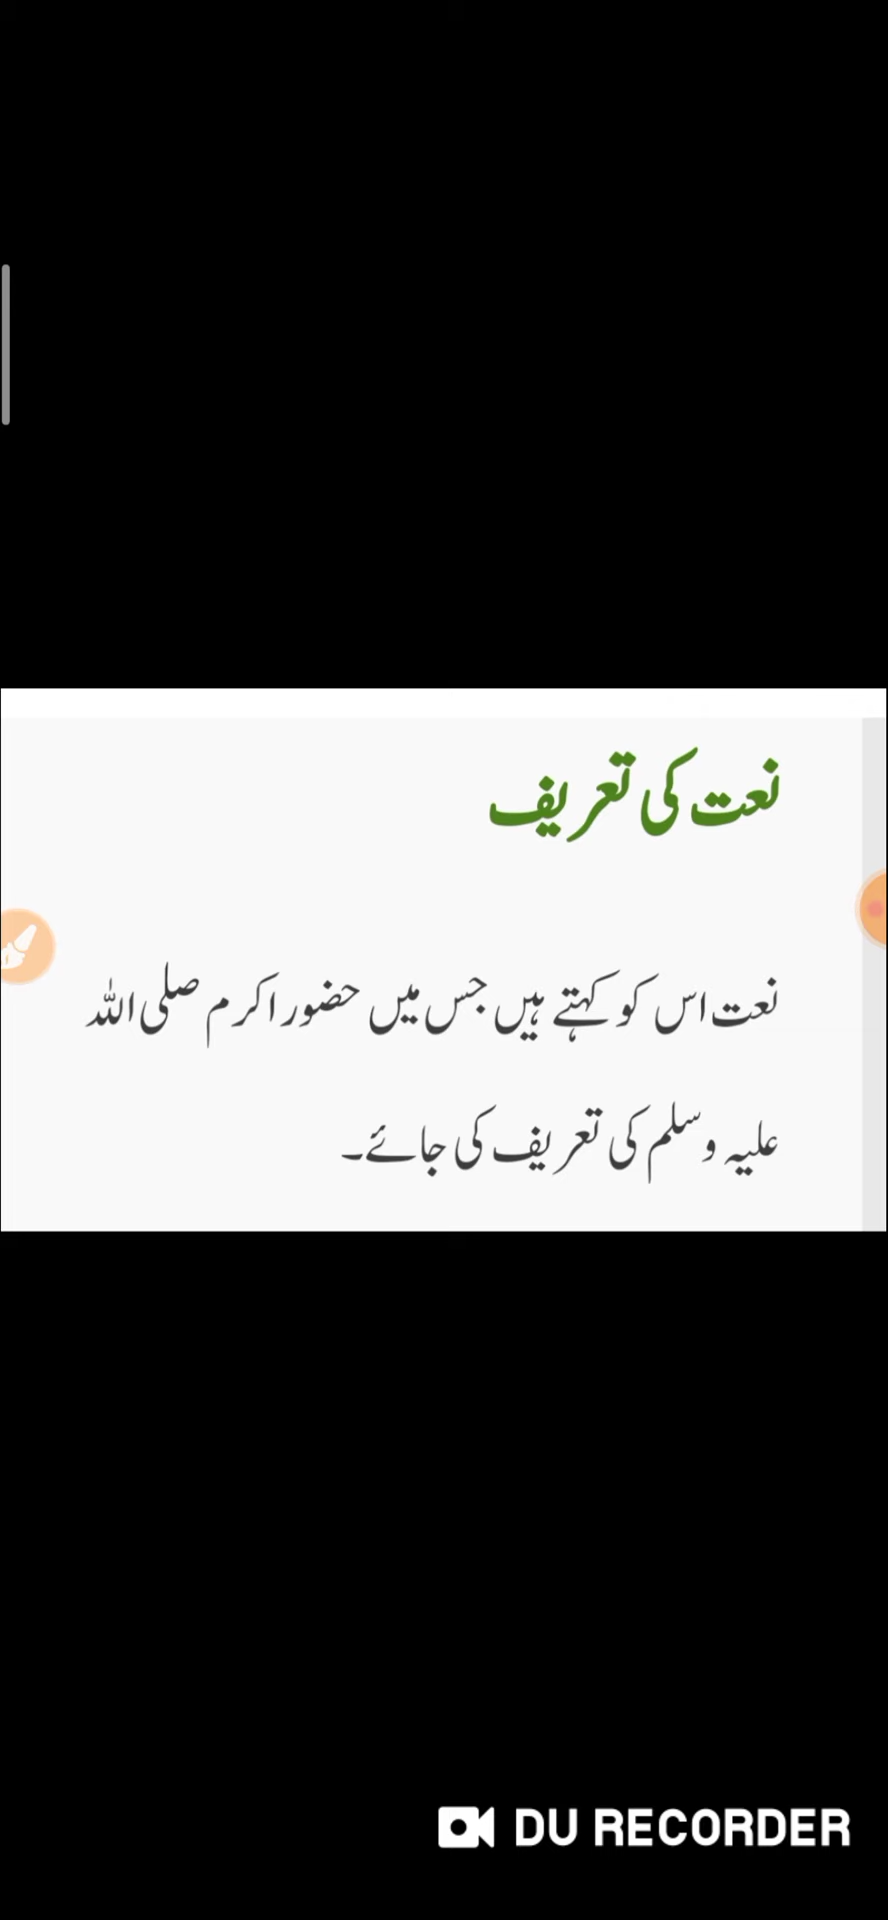 نعت کی تعریف
نعت اس کو کہتے ہیں جس میں حضور اکرم صلی اللہ
علیہ وسلم کی تعریف کی جائے۔
DU RECORDER